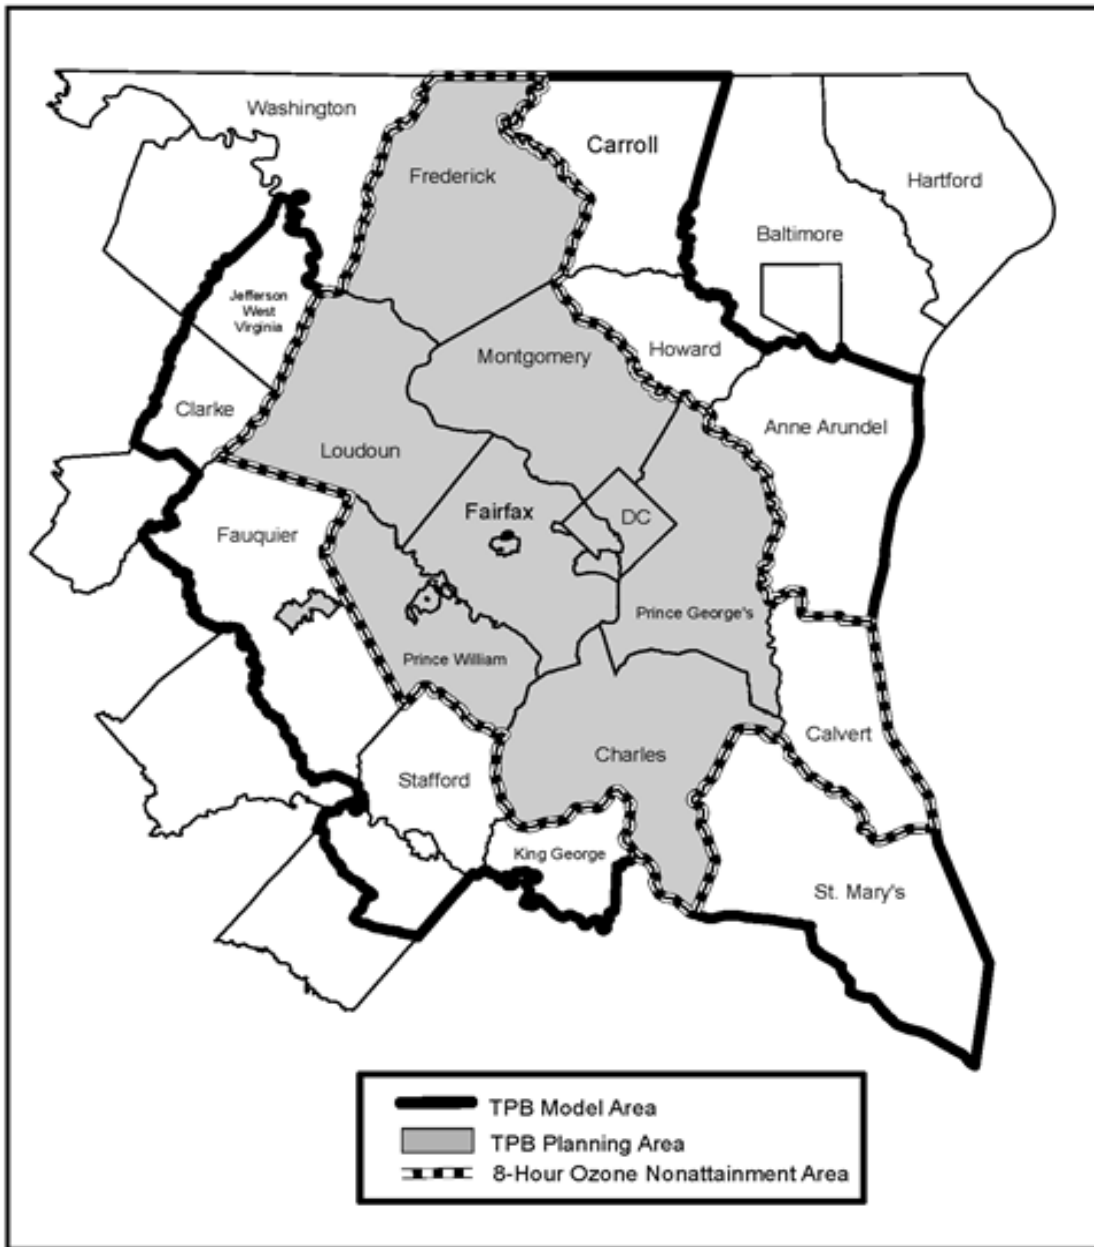 Washington
Frederick
Carroll
Hartford
Baltimore
Jefferson
West
Virginia
Montgomery
Howard
Clarke
Anne Arundel
Loudoun
Fairfax
DC
Fauquier
Prince George's
Prince William
Calvert
Charles
Stafford
King George
St. Mary's
TPB Model Area
TPB Planning Area
8-Hour Ozone Nonattainment Area